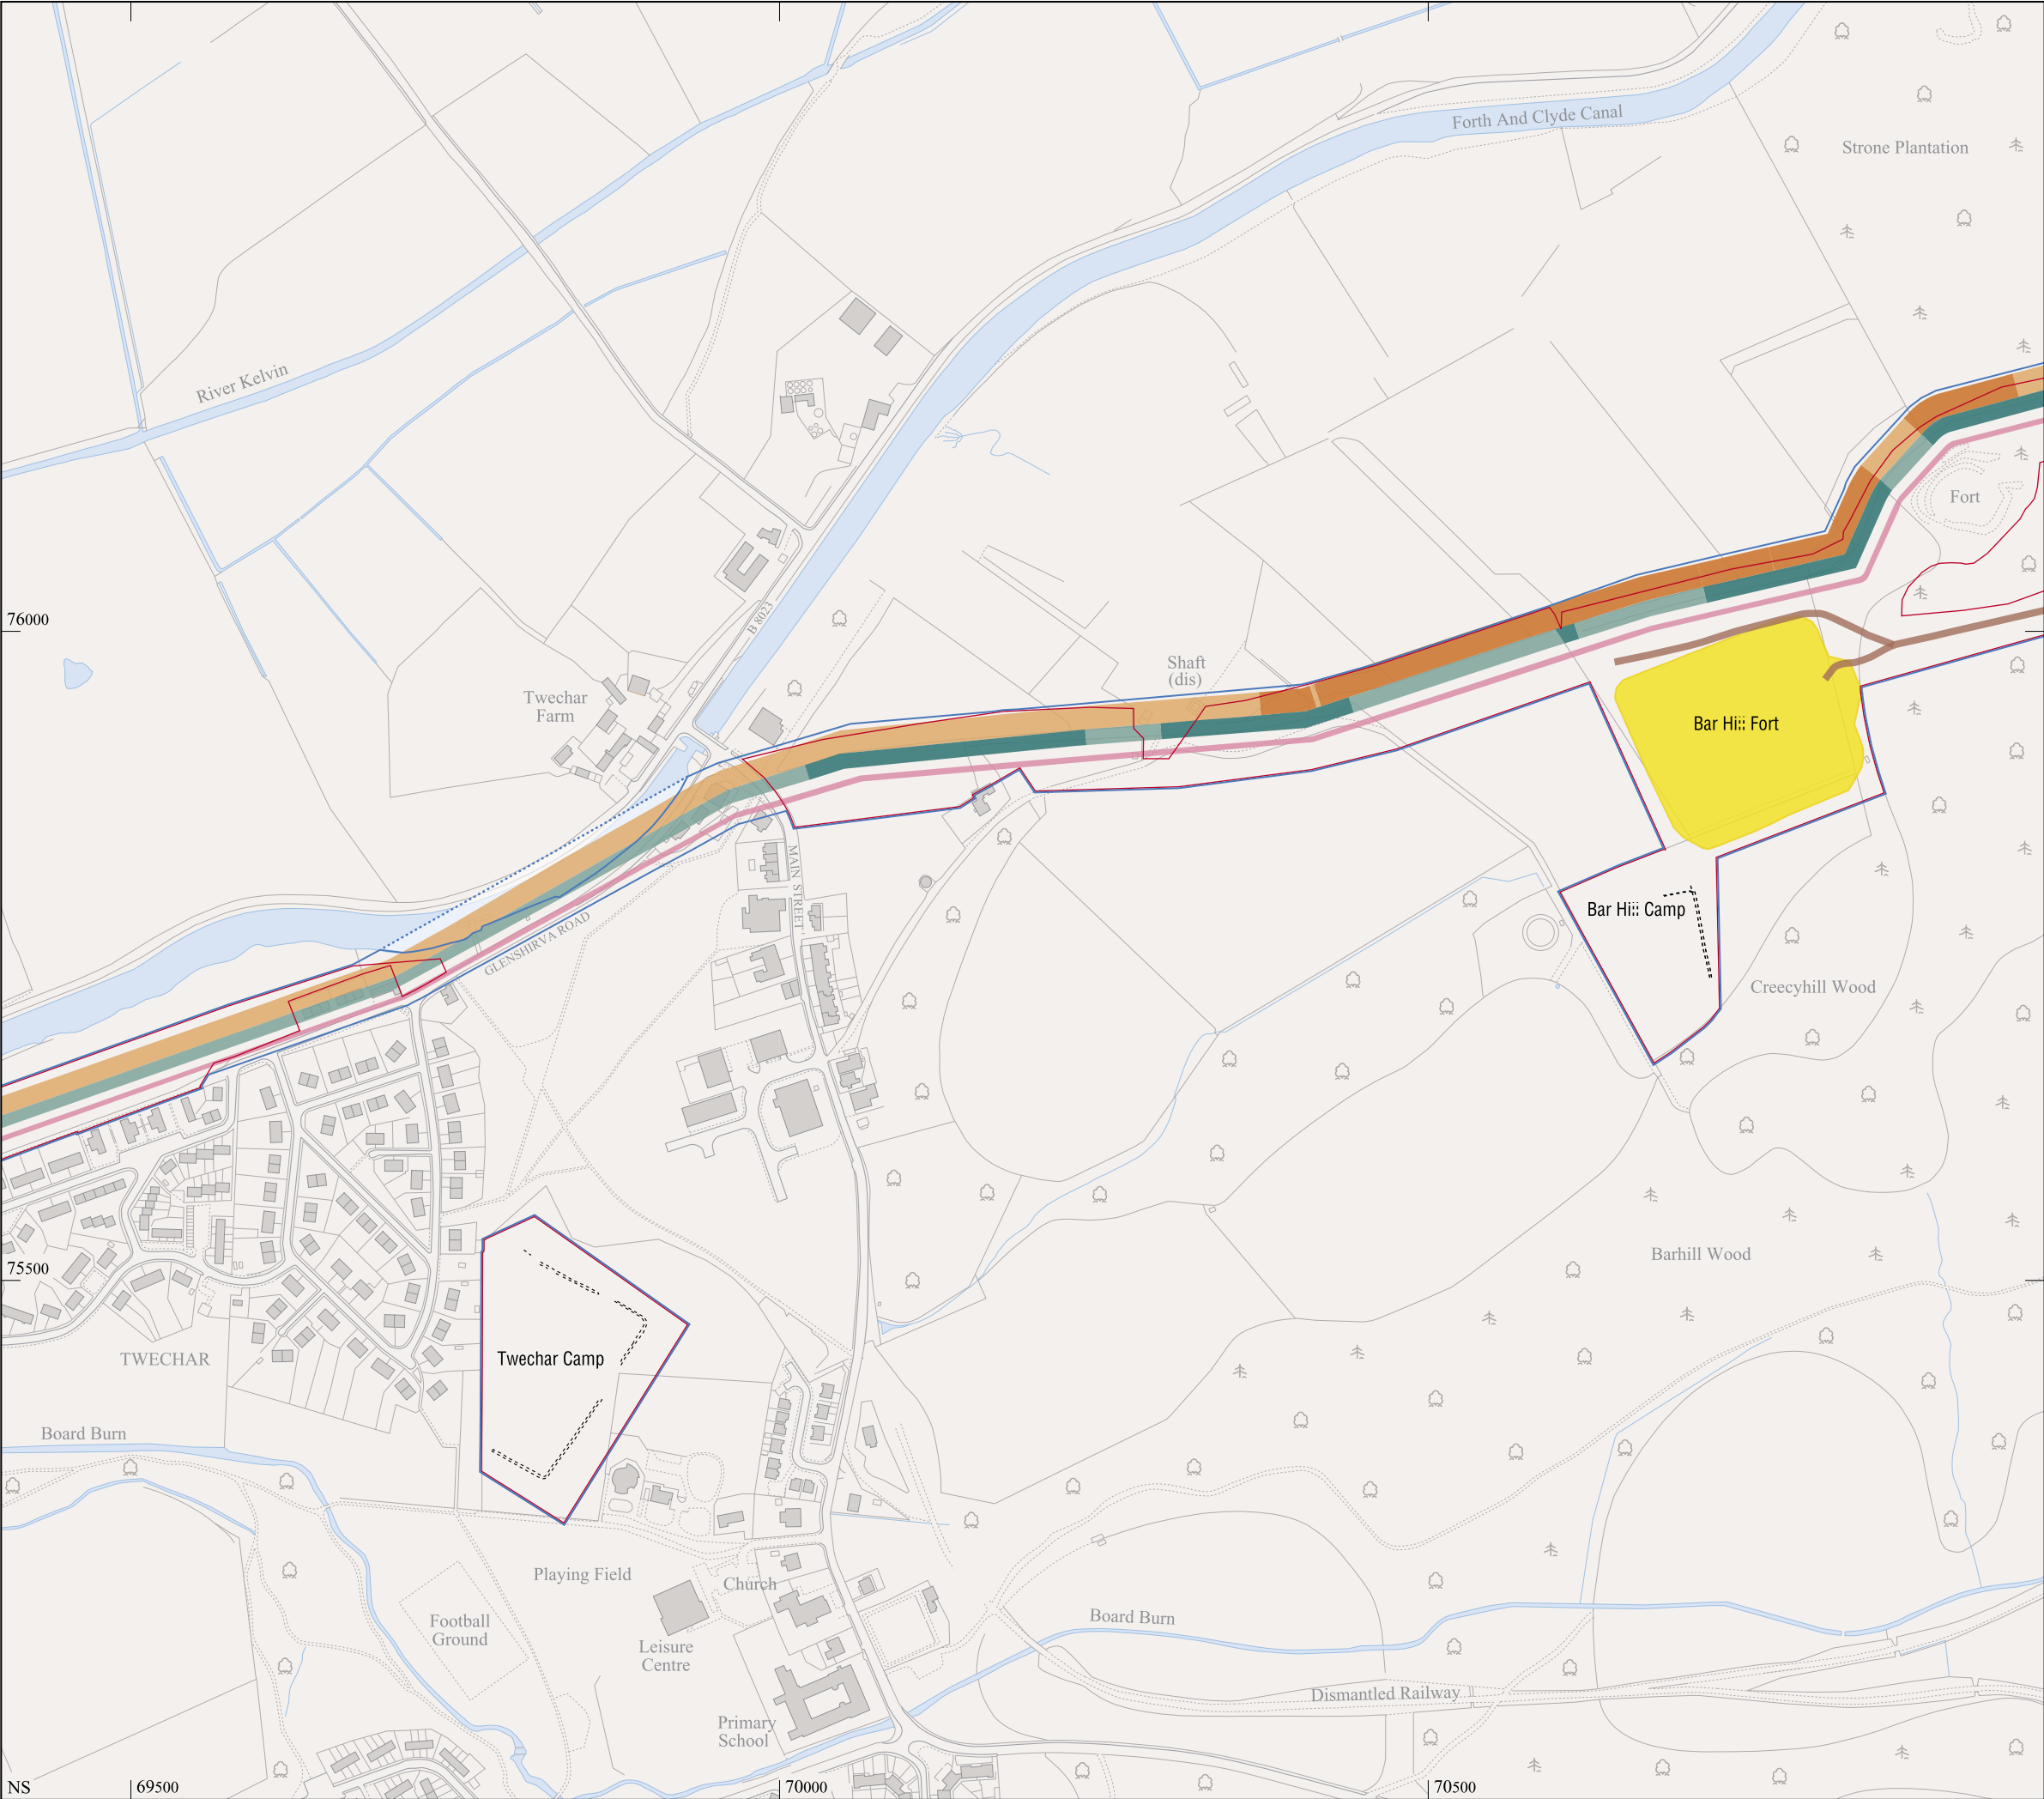 Forth And Clyde Canal
Strone Plantation
River Kelvin
Fort
B 8023
76000
Shaft
(dis)
Twechar
Farm
Bar Hill Fort
MAIN STREET
Bar Hill Camp
GLENSHIRVA ROAD
Creecyhill Wood
Barhill Wood
75500
TWECHAR
Twechar Camp
Board Burn
Playing Field
Church
Football
Ground
Board Burn
Leisure
Centre
Dismantled Railway
Primary
School
NS
69500
70000
70500